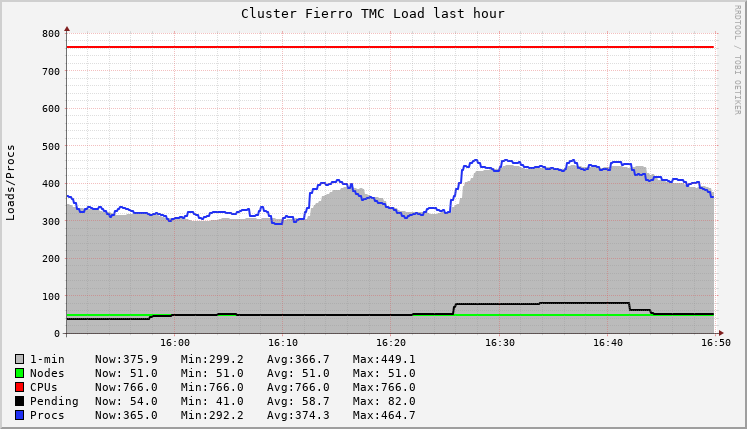 Cluster Fierro TMC Load last hour
RRDTOOL / TOBI OETIKER
Loads/Procs
800
700
600
500
400
300
200
100
0
16:00 16:10 16:20 16:30 16:40 16:50
1-min Now:375.9 Min:299.2 Avg:366.7 Max:449.1
Nodes Now: 51.0 Min: 51.0 Avg: 51.0 Max: 51.0
CPUs Now:766.0 Min:766.0 Avg:766.0 Max:766.0
Pending Now: 54.0 Min: 41.0 Avg: 58.7 Max: 82.0
Procs Now:365.0 Min:292.2 Avg:374.3 Max:464.7